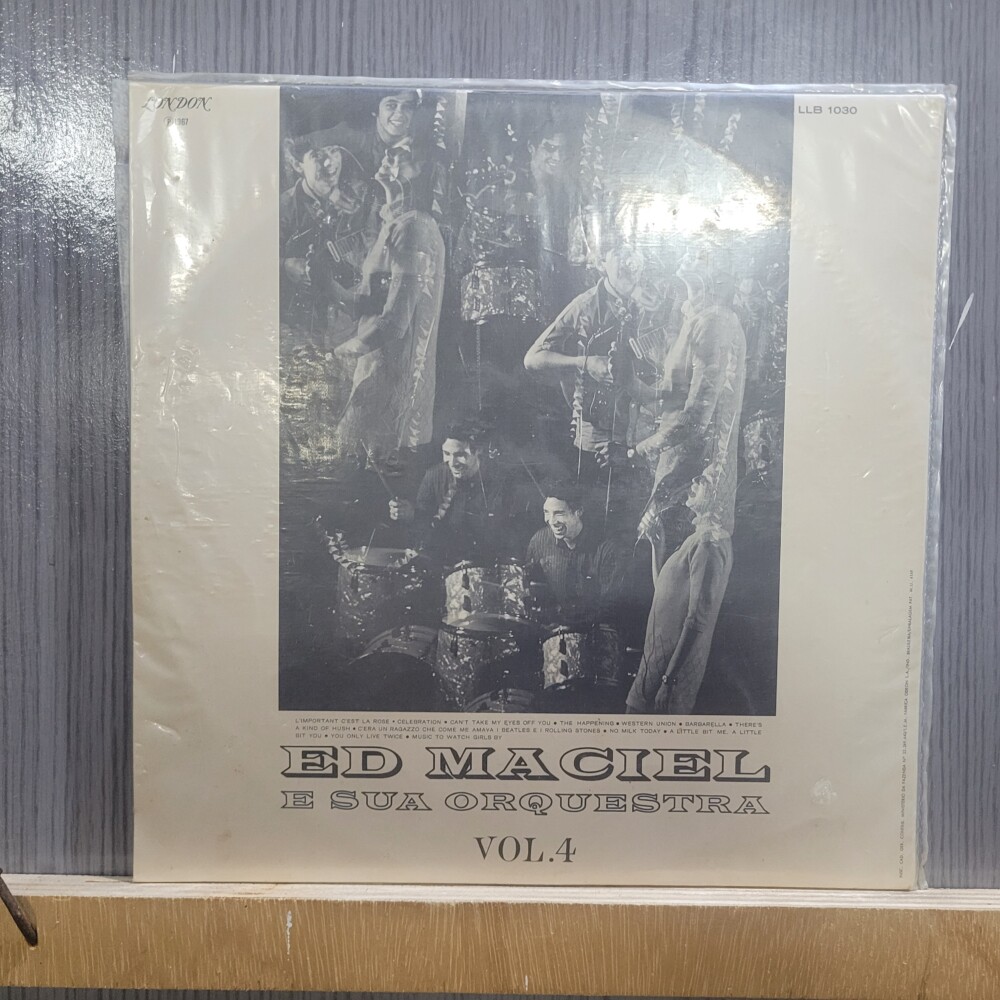 LONDON
LLB 1030
L'IMPORTANT C'EST LA ROSE • CELEBRATION • CAN'T TAKE MY EYES OFF YOU • THE HAPPENING • WESTERN UNION • BARBARELLA • THERE'S
A KIND OF HUSH • C'ERA UN RAGAZZO CHE COME ME AMAVA I BEATLES E I ROLLING STONES • NO MILK TODAY • A LITTLE BIT ME, A LITTLE
BIT YOU • YOU ONLY LIVE TWICE • MUSIC TO WATCH GIRLS BY
ED MACIEL
E SUA ORQUESTRA
VOL.4